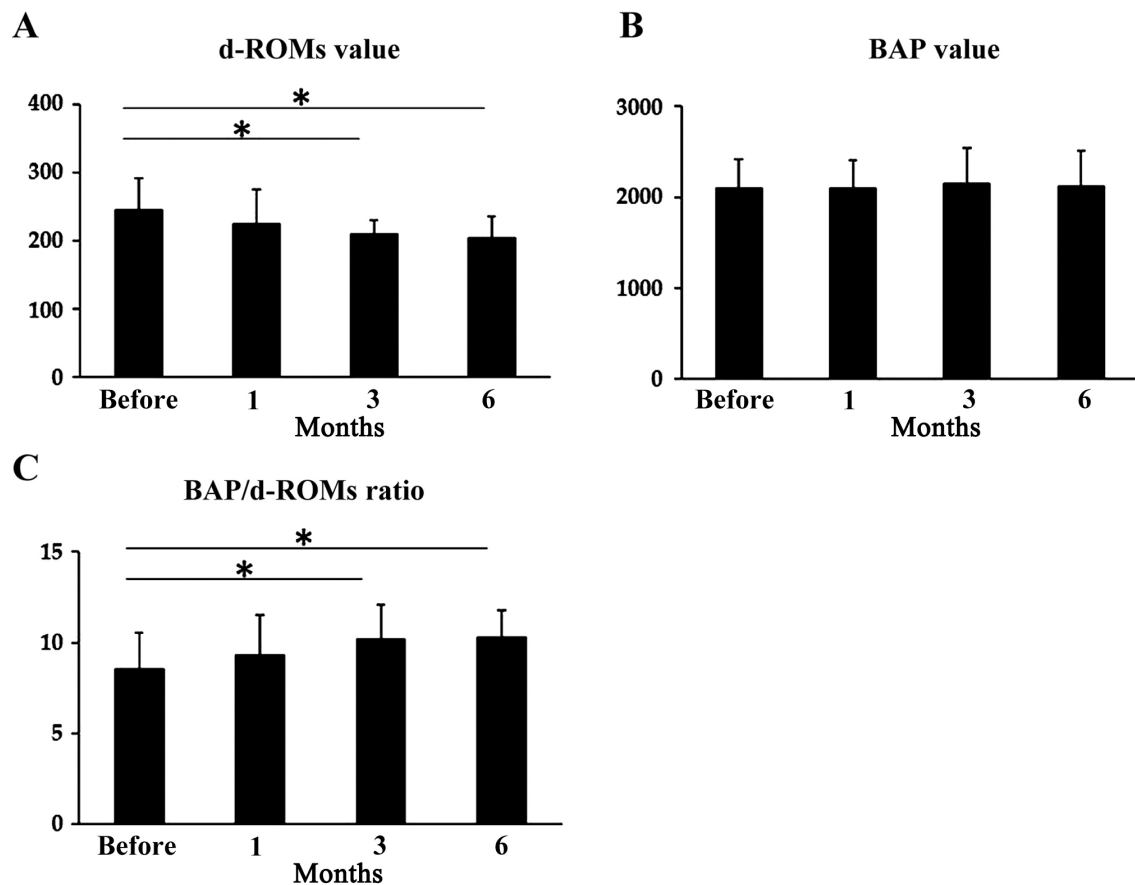 A
d-ROMs value
400
300
200
100
0
*
*
Before 1 3 6
Months
B
BAP value
3000
2000
1000
0
Before 1 3 6
Months
C
BAP/d-ROMs ratio
15
10
5
0
*
*
Before 1 3 6
Months